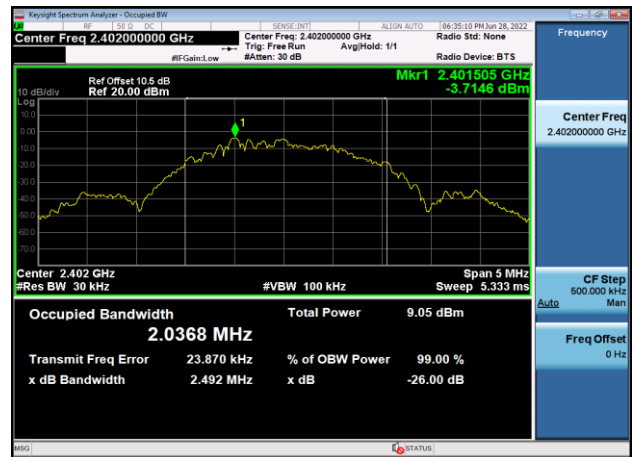 Keysight Spectrum Analyzer - Occupied BW
LXI RF 50 Ω DC SENSE:INT ALIGN AUTO 06:35:10 PM Jun 28, 2022
Center Freq 2.402000000 GHz Center Freq: 2.402000000 GHz Radio Std: None Frequency
Trig: Free Run Avg|Hold: 1/1
#IFGain:Low #Atten: 30 dB Radio Device: BTS
Ref Offset 10.5 dB Mkr1 2.401505 GHz
10 dB/div Ref 20.00 dBm -3.7146 dBm
Log
10.0
0.00
-10.0
-20.0
-30.0
-40.0
-50.0
-60.0
-70.0
1
Center Freq
2.402000000 GHz
Center 2.402 GHz Span 5 MHz
#Res BW 30 kHz #VBW 100 kHz Sweep 5.333 ms
CF Step
500.000 kHz
Auto Man
Occupied Bandwidth Total Power 9.05 dBm
2.0368 MHz
Freq Offset
0 Hz
Transmit Freq Error 23.870 kHz % of OBW Power 99.00 %
x dB Bandwidth 2.492 MHz x dB -26.00 dB
MSG STATUS